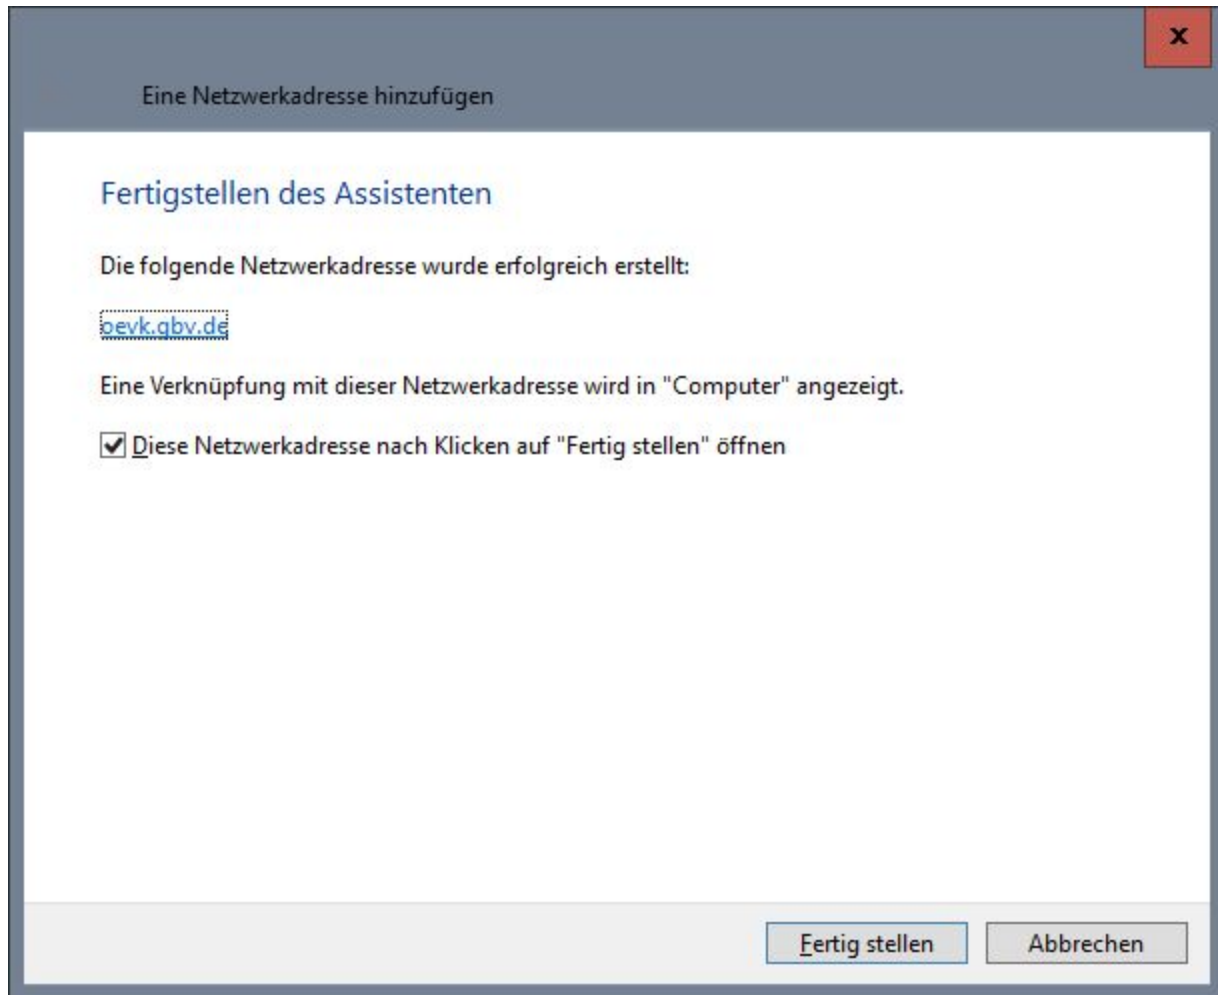 x
Eine Netzwerkadresse hinzufügen
Fertigstellen des Assistenten
Die folgende Netzwerkadresse wurde erfolgreich erstellt:
oevk.gbv.de
Eine Verknüpfung mit dieser Netzwerkadresse wird in "Computer" angezeigt.
Diese Netzwerkadresse nach Klicken auf "Fertig stellen" öffnen
Fertig stellen Abbrechen